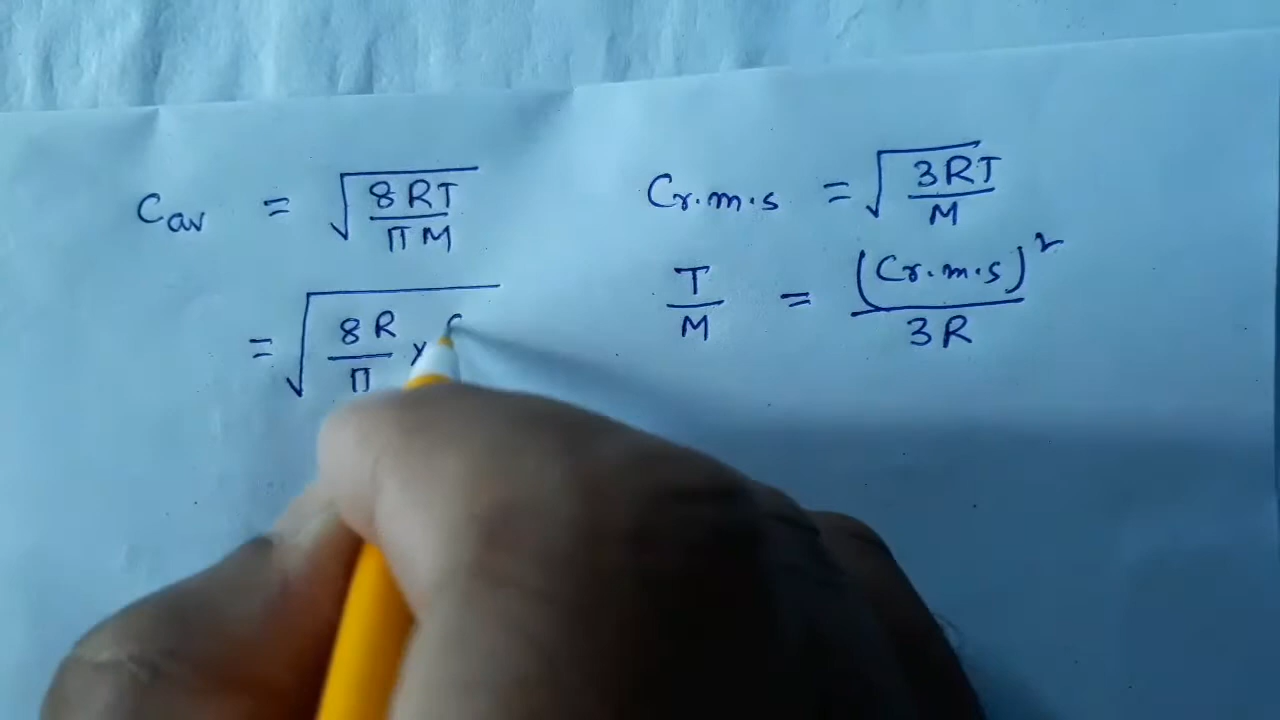 Cav = √(8RT / ΠM)
Cr.m.s = √(3RT / M)
T / M = (Cr.m.s)² / 3R
= √(8R / Π ×